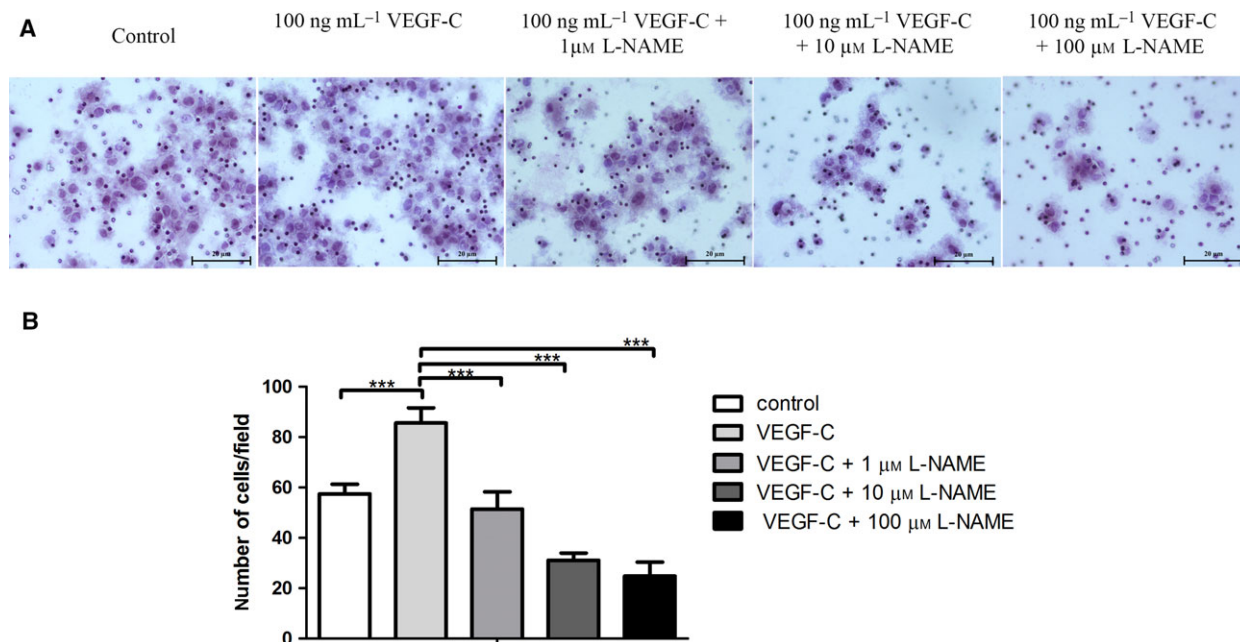 A
Control
100 ng mL–1 VEGF-C
100 ng mL–1 VEGF-C +
1μM L-NAME
100 ng mL–1 VEGF-C
+ 10 μM L-NAME
100 ng mL–1 VEGF-C
+ 100 μM L-NAME
20 μm
20 μm
20 μm
20 μm
20 μm
B
***
***
***
***
Number of cells/field
100
80
60
40
20
0
control
VEGF-C
VEGF-C + 1 μM L-NAME
VEGF-C + 10 μM L-NAME
VEGF-C + 100 μM L-NAME